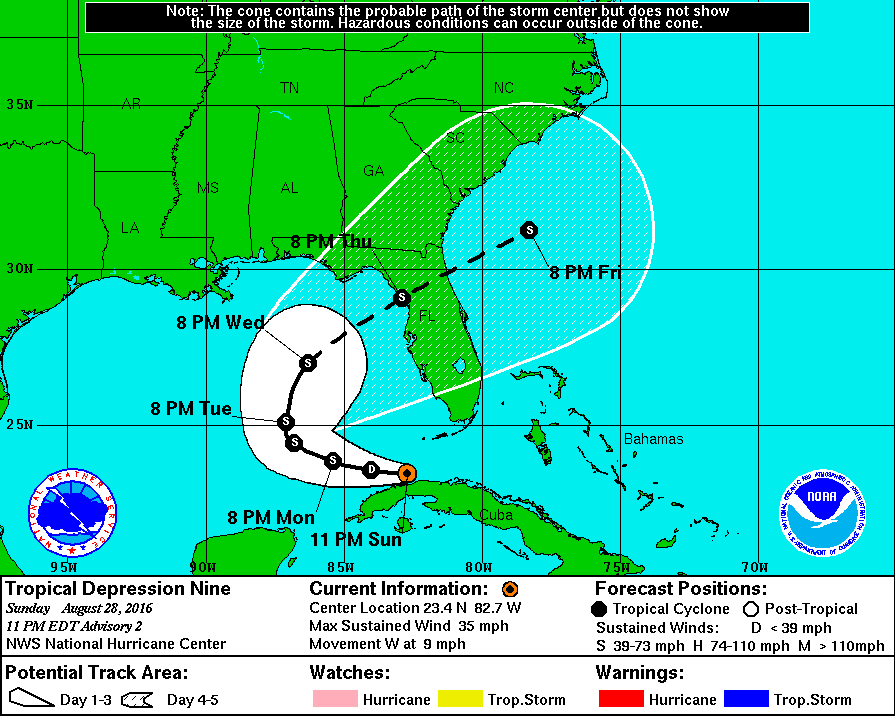 Note: The cone contains the probable path of the storm center but does not show
the size of the storm. Hazardous conditions can occur outside of the cone.
TN
NC
35N
AR
SC
MS
AL
GA
LA
8 PM Thu
S
30N
8 PM Fri
S
FL
8 PM Wed
S
8 PM Tue
S
25N
S
S
D
Bahamas
8 PM Mon
Cuba
11 PM Sun
NATIONAL WEATHER SERVICE
NOAA
NATIONAL OCEANIC AND ATMOSPHERIC ADMINISTRATION
U.S. DEPARTMENT OF COMMERCE
95W
90W
85W
80W
75W
70W
Tropical Depression Nine
Sunday August 28, 2016
11 PM EDT Advisory 2
NWS National Hurricane Center
Current Information:
Center Location 23.4 N 82.7 W
Max Sustained Wind 35 mph
Movement W at 9 mph
Forecast Positions:
Tropical Cyclone Post-Tropical
Sustained Winds: D < 39 mph
S 39-73 mph H 74-110 mph M > 110mph
Potential Track Area:
Day 1-3 Day 4-5
Watches:
Hurricane Trop.Storm
Warnings:
Hurricane Trop.Storm